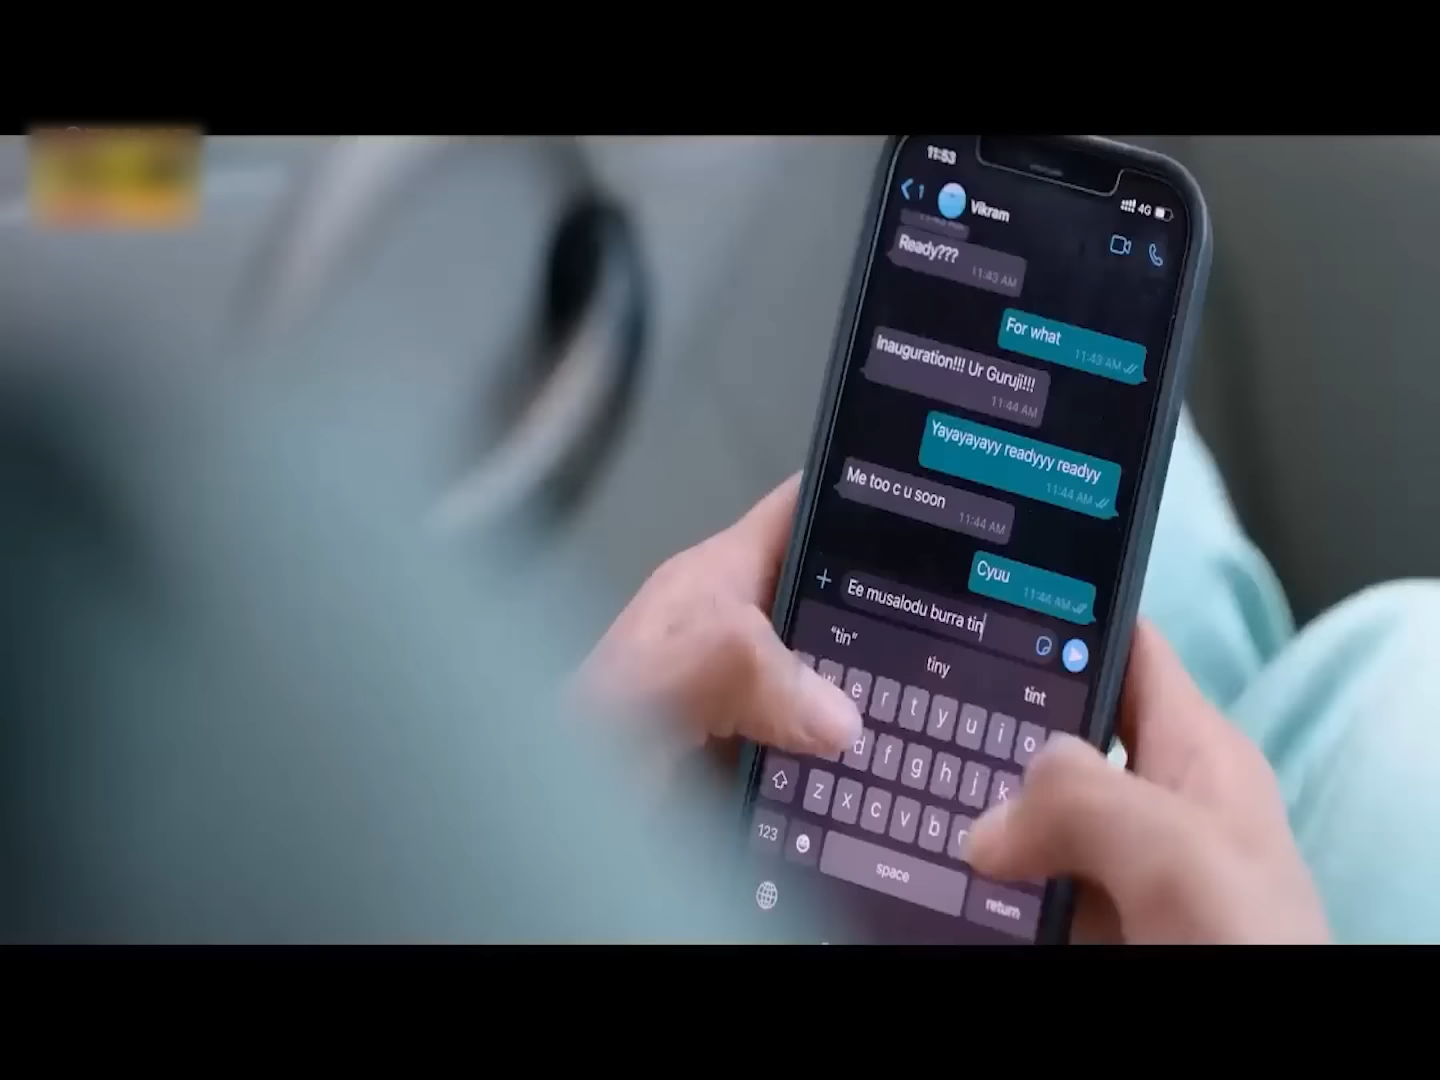 11:53
4G
1
Vikram
Ready???
11:43 AM
For what
11:43 AM
Inauguration!!! Ur Guruji!!!
11:44 AM
Yayayayayy readyyy readyy
11:44 AM
Me too c u soon
11:44 AM
Cyuu
11:44 AM
Ee musalodu burra tin
"tin" tiny tint
w e r t y u i o
d f g h j k
z x c v b
123 space return